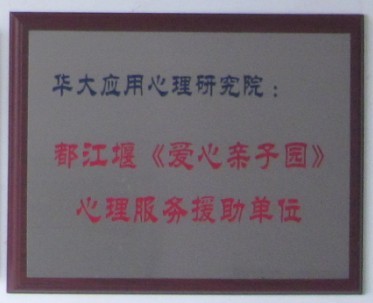 华大应用心理研究院：
都江堰《爱心亲子园》
心理服务援助单位